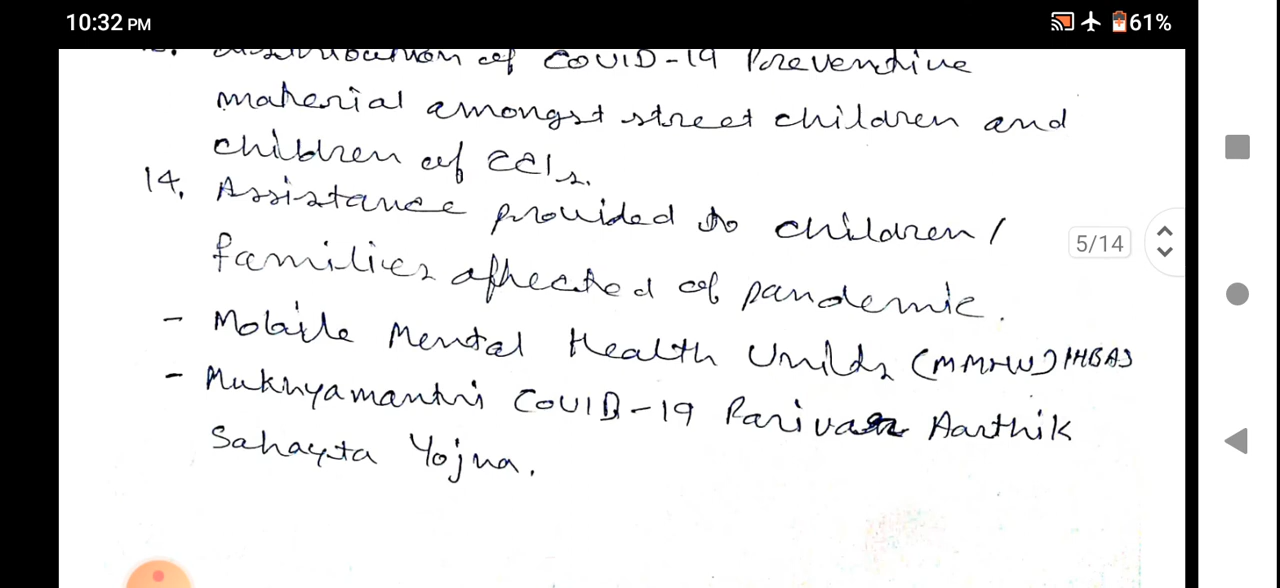 10:32 PM
61%
Distribution of COVID-19 Preventive
material amongst street children and
children of CCIs.
14. Assistance provided to children/
families affected of pandemic.
5/14
- Mobile Mental Health Units (MMHU) IHBAS
- Mukhyamantri COVID-19 Parivar Aarthik
Sahayta Yojna.